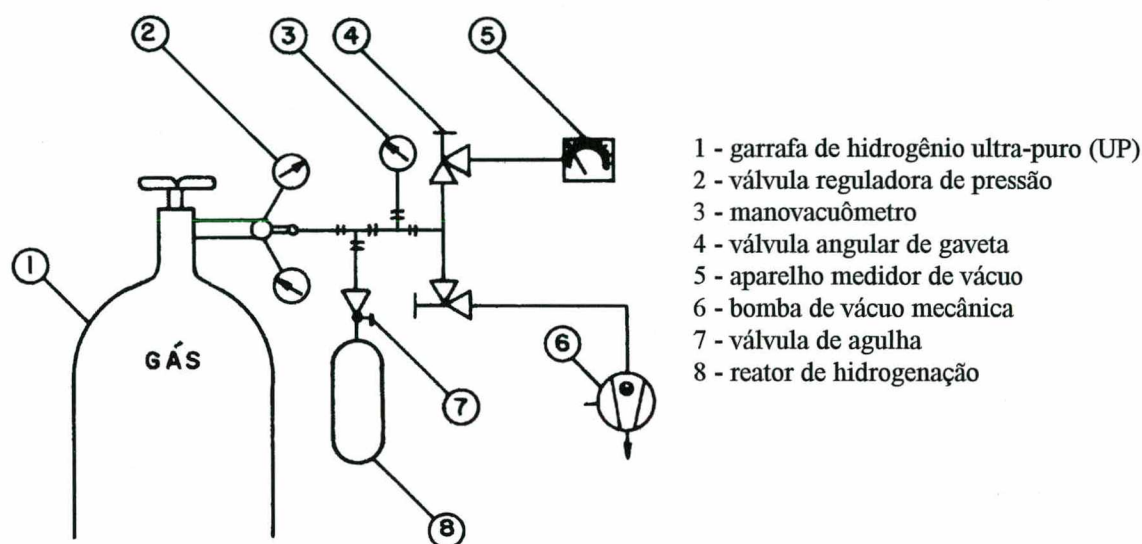 2
3
4
5
1
GÁS
6
7
8
1 - garrafa de hidrogênio ultra-puro (UP)
2 - válvula reguladora de pressão
3 - manovacuômetro
4 - válvula angular de gaveta
5 - aparelho medidor de vácuo
6 - bomba de vácuo mecânica
7 - válvula de agulha
8 - reator de hidrogenação